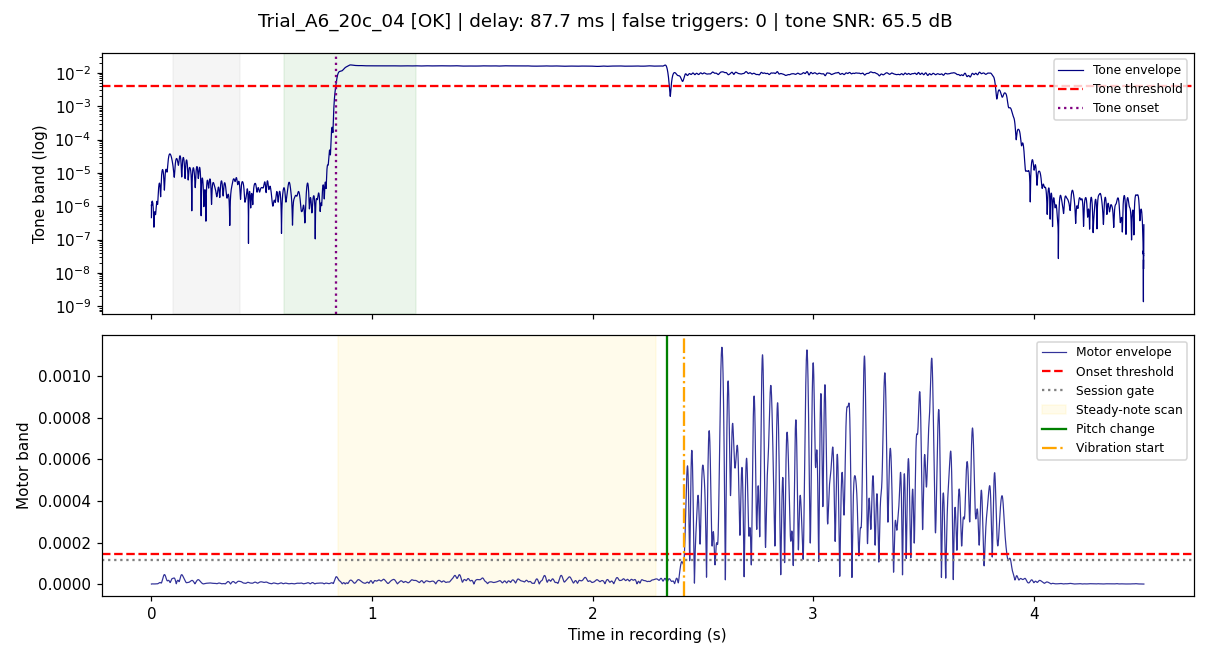 Trial_A6_20c_04 [OK] | delay: 87.7 ms | false triggers: 0 | tone SNR: 65.5 dB
Tone band (log)
10⁻²
10⁻³
10⁻⁴
10⁻⁵
10⁻⁶
10⁻⁷
10⁻⁸
10⁻⁹
Tone envelope
Tone threshold
Tone onset
Motor band
0.0010
0.0008
0.0006
0.0004
0.0002
0.0000
Motor envelope
Onset threshold
Session gate
Steady-note scan
Pitch change
Vibration start
0 1 2 3 4
Time in recording (s)